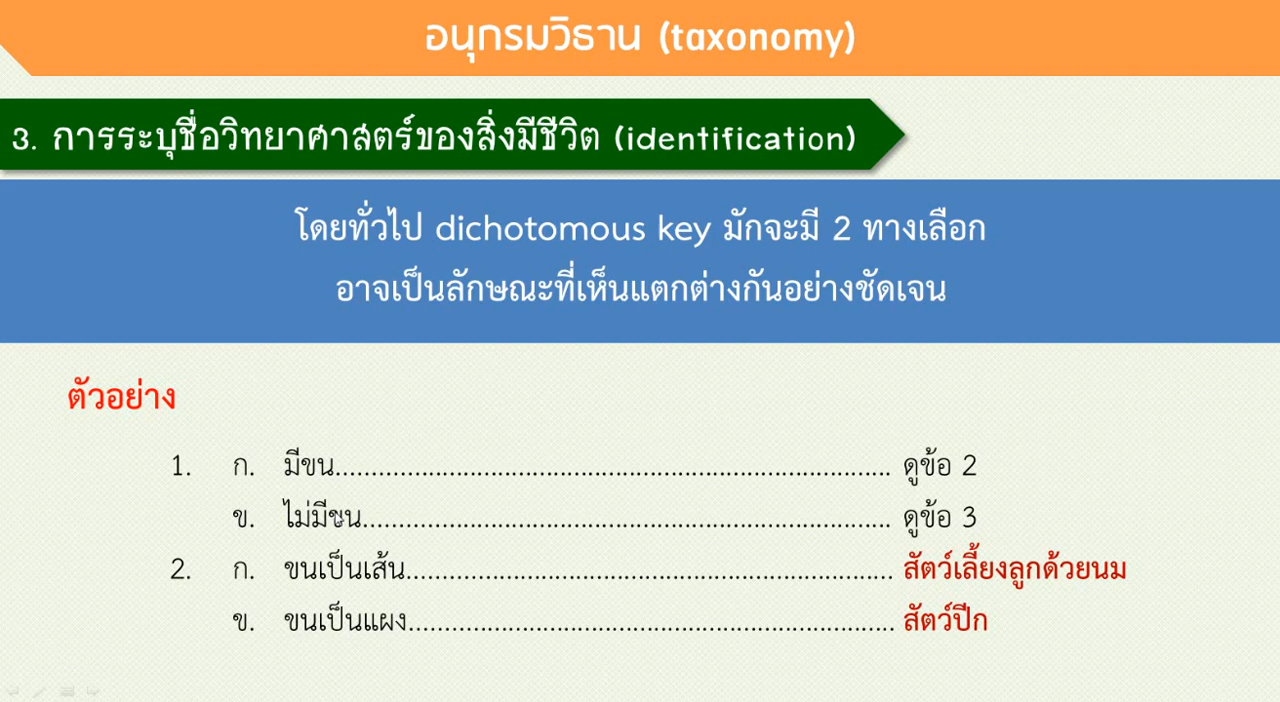 อนุกรมวิธาน (taxonomy)
3. การระบุชื่อวิทยาศาสตร์ของสิ่งมีชีวิต (identification)
โดยทั่วไป dichotomous key มักจะมี 2 ทางเลือก
อาจเป็นลักษณะที่เห็นแตกต่างกันอย่างชัดเจน
ตัวอย่าง
1. ก. มีขน.............................................................................. ดูข้อ 2
ข. ไม่มีขน.......................................................................... ดูข้อ 3
2. ก. ขนเป็นเส้น.................................................................... สัตว์เลี้ยงลูกด้วยนม
ข. ขนเป็นแผง.................................................................... สัตว์ปีก